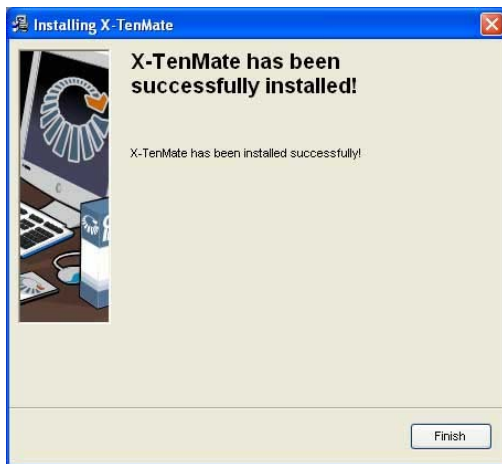 Installing X-TenMate
X-TenMate has been
successfully installed!
X-TenMate has been installed successfully!
Finish